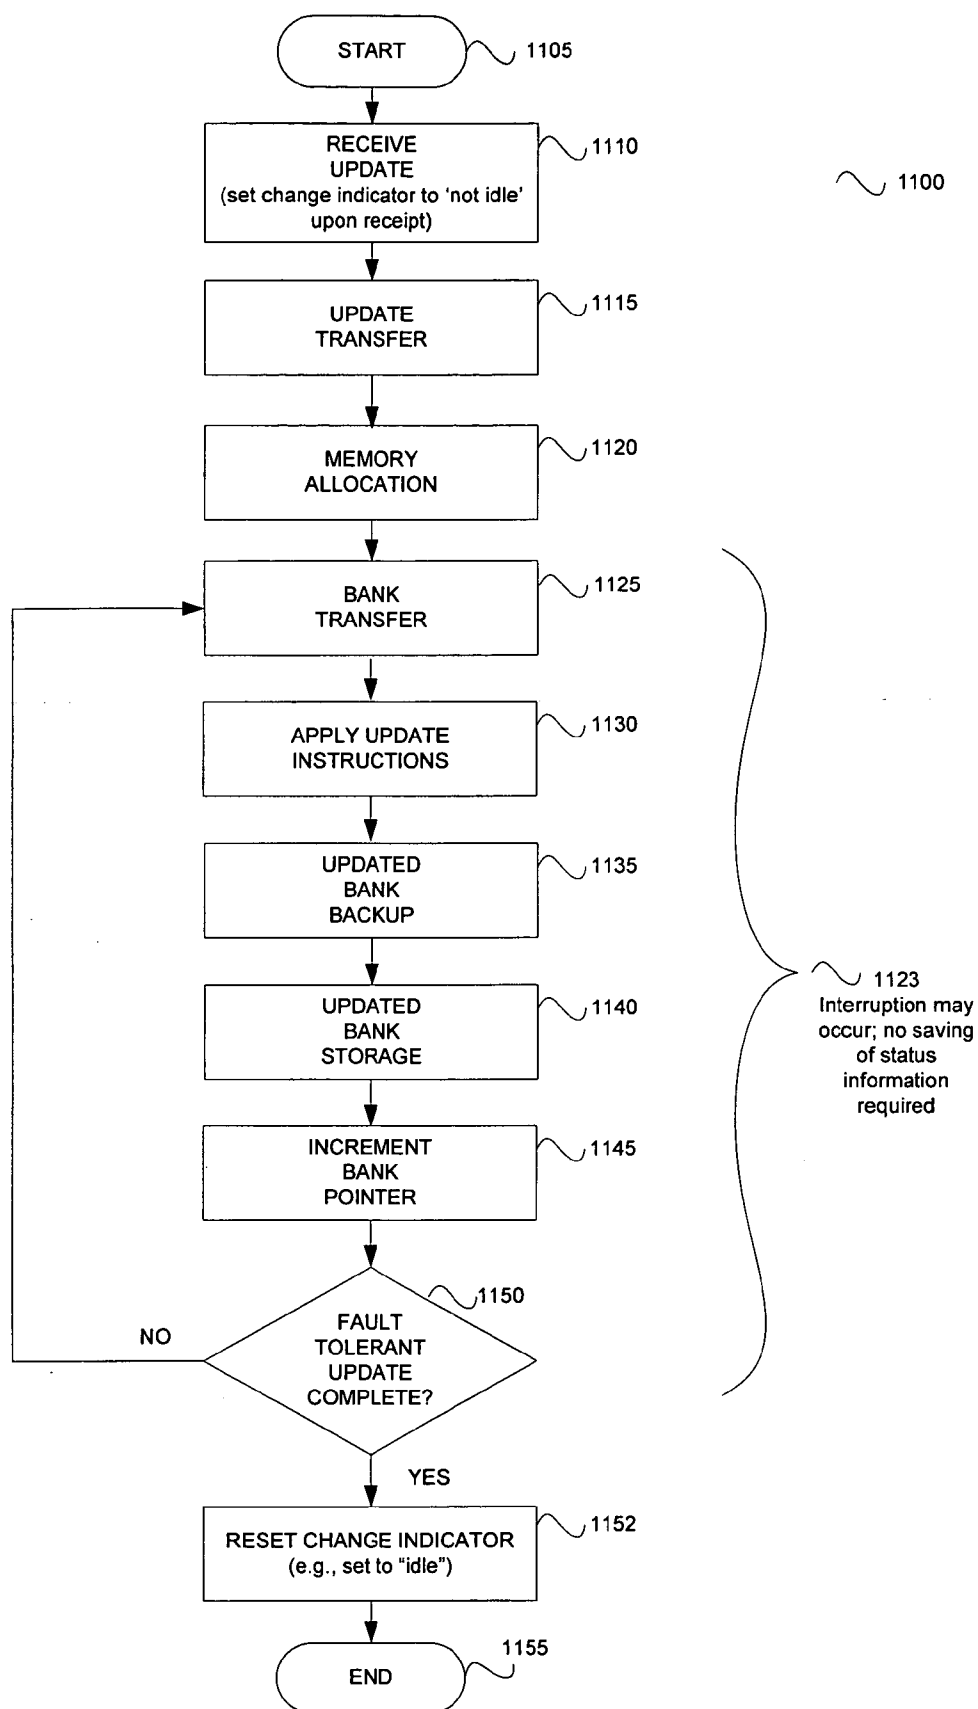 START
1105
RECEIVE
UPDATE
(set change indicator to 'not idle'
upon receipt)
1110
1100
UPDATE
TRANSFER
1115
MEMORY
ALLOCATION
1120
BANK
TRANSFER
1125
APPLY UPDATE
INSTRUCTIONS
1130
UPDATED
BANK
BACKUP
1135
UPDATED
BANK
STORAGE
1140
1123
Interruption may
occur; no saving
of status
information
required
INCREMENT
BANK
POINTER
1145
FAULT
TOLERANT
UPDATE
COMPLETE?
1150
NO
YES
RESET CHANGE INDICATOR
(e.g., set to "idle")
1152
END
1155